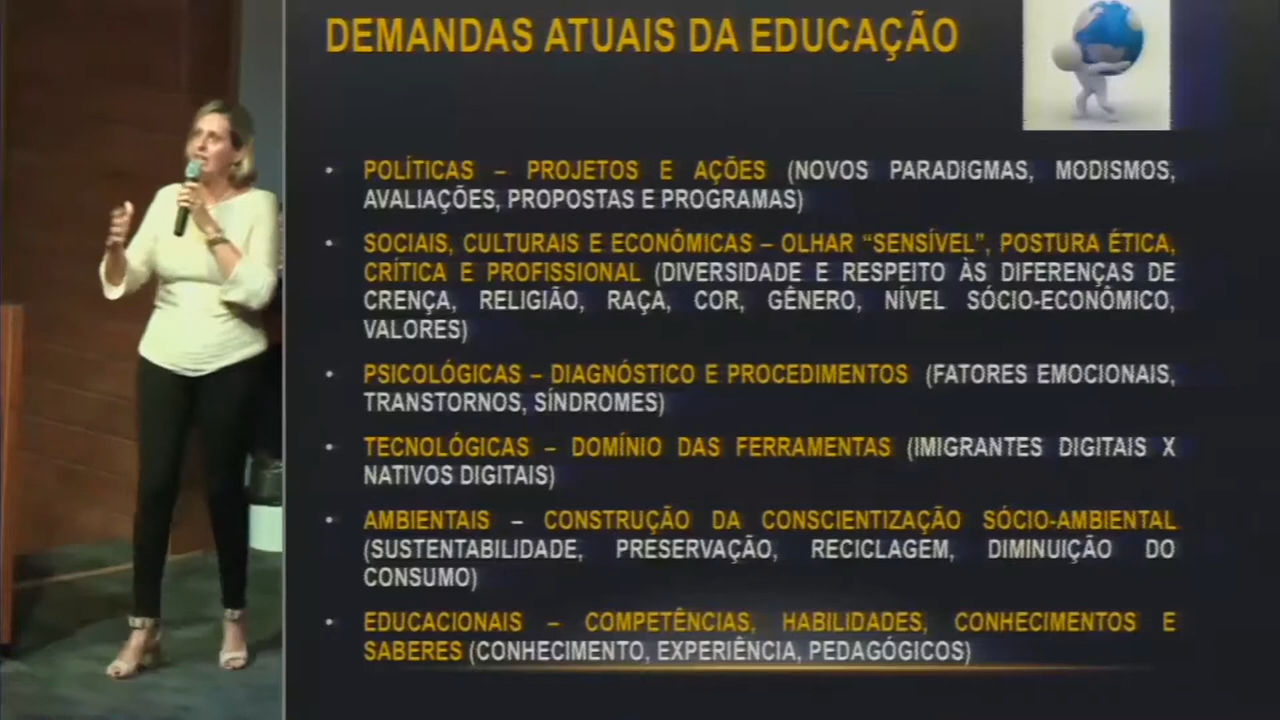 DEMANDAS ATUAIS DA EDUCAÇÃO
• POLÍTICAS – PROJETOS E AÇÕES (NOVOS PARADIGMAS, MODISMOS,
AVALIAÇÕES, PROPOSTAS E PROGRAMAS)
• SOCIAIS, CULTURAIS E ECONÔMICAS – OLHAR “SENSÍVEL”, POSTURA ÉTICA,
CRÍTICA E PROFISSIONAL (DIVERSIDADE E RESPEITO ÀS DIFERENÇAS DE
CRENÇA, RELIGIÃO, RAÇA, COR, GÊNERO, NÍVEL SÓCIO-ECONÔMICO,
VALORES)
• PSICOLÓGICAS – DIAGNÓSTICO E PROCEDIMENTOS (FATORES EMOCIONAIS,
TRANSTORNOS, SÍNDROMES)
• TECNOLÓGICAS – DOMÍNIO DAS FERRAMENTAS (IMIGRANTES DIGITAIS X
NATIVOS DIGITAIS)
• AMBIENTAIS – CONSTRUÇÃO DA CONSCIENTIZAÇÃO SÓCIO-AMBIENTAL
(SUSTENTABILIDADE, PRESERVAÇÃO, RECICLAGEM, DIMINUIÇÃO DO
CONSUMO)
• EDUCACIONAIS – COMPETÊNCIAS, HABILIDADES, CONHECIMENTOS E
SABERES (CONHECIMENTO, EXPERIÊNCIA, PEDAGÓGICOS)